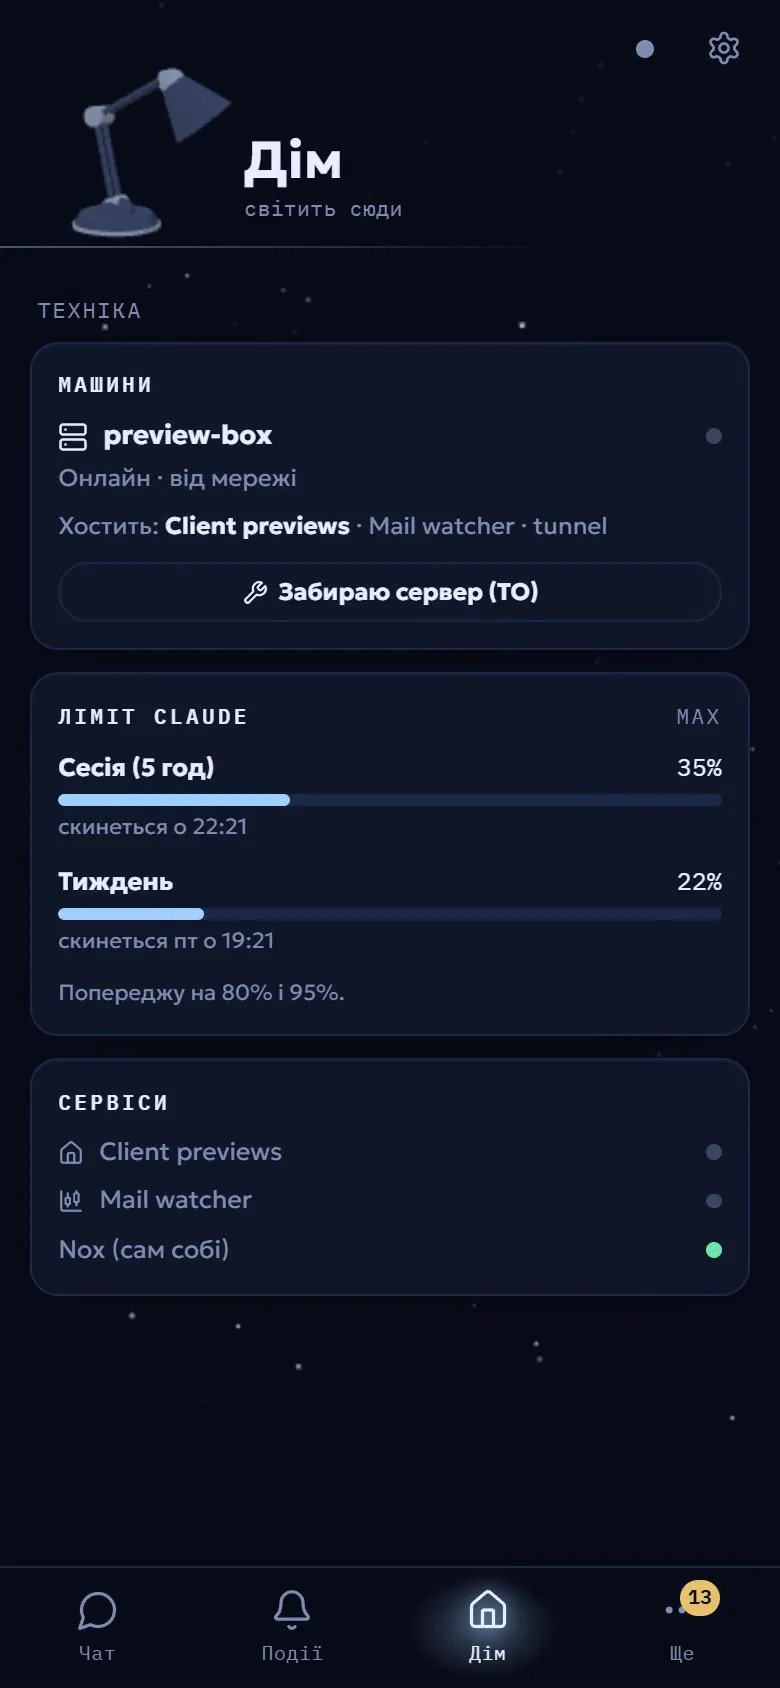 Дім
світить сюди
ТЕХНІКА
МАШИНИ
preview-box
Онлайн · від мережі
Хостить: Client previews · Mail watcher · tunnel
Забираю сервер (ТО)
ЛІМІТ CLAUDE MAX
Сесія (5 год) 35%
скинеться о 22:21
Тиждень 22%
скинеться пт о 19:21
Попереджу на 80% і 95%.
СЕРВІСИ
Client previews
Mail watcher
Nox (сам собі)
13
Чат Події Дім Ще